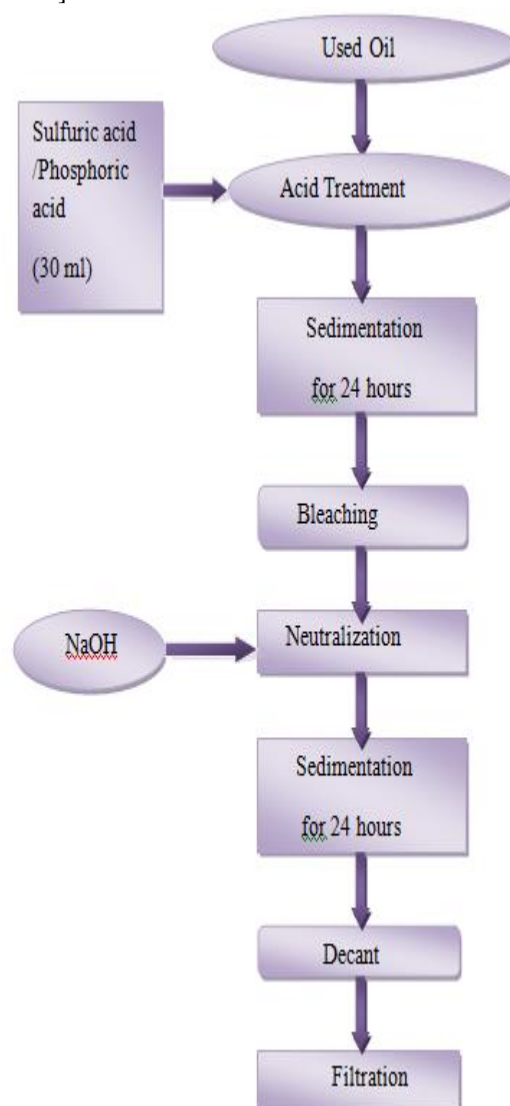 Used Oil
Sulfuric acid
/Phosphoric
acid
(30 ml)
Acid Treatment
Sedimentation
for 24 hours
Bleaching
NaOH
Neutralization
Sedimentation
for 24 hours
Decant
Filtration